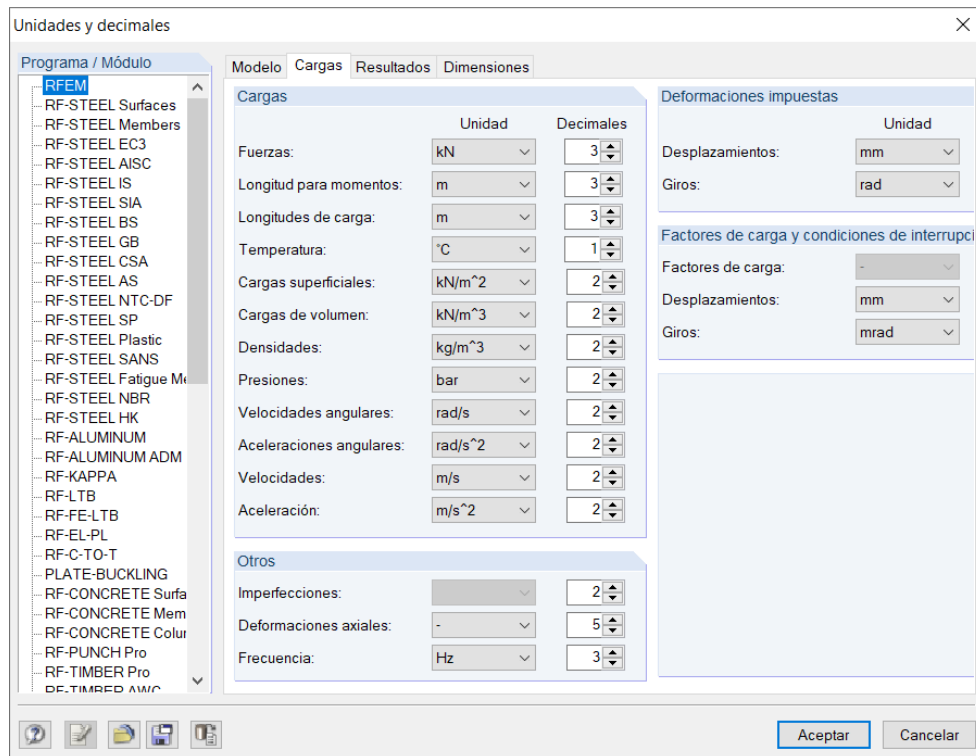 Unidades y decimales
Programa / Módulo
RFEM
RF-STEEL Surfaces
RF-STEEL Members
RF-STEEL EC3
RF-STEEL AISC
RF-STEEL IS
RF-STEEL SIA
RF-STEEL BS
RF-STEEL GB
RF-STEEL CSA
RF-STEEL AS
RF-STEEL NTC-DF
RF-STEEL SP
RF-STEEL Plastic
RF-STEEL SANS
RF-STEEL Fatigue Me
RF-STEEL NBR
RF-STEEL HK
RF-ALUMINUM
RF-ALUMINUM ADM
RF-KAPPA
RF-LTB
RF-FE-LTB
RF-EL-PL
RF-C-TO-T
PLATE-BUCKLING
RF-CONCRETE Surfa
RF-CONCRETE Mem
RF-CONCRETE Colur
RF-PUNCH Pro
RF-TIMBER Pro
RF-TIMBER AWC
Modelo Cargas Resultados Dimensiones
Cargas
Unidad Decimales
Fuerzas: kN 3
Longitud para momentos: m 3
Longitudes de carga: m 3
Temperatura: °C 1
Cargas superficiales: kN/m^2 2
Cargas de volumen: kN/m^3 2
Densidades: kg/m^3 2
Presiones: bar 2
Velocidades angulares: rad/s 2
Aceleraciones angulares: rad/s^2 2
Velocidades: m/s 2
Aceleración: m/s^2 2
Otros
Imperfecciones: 2
Deformaciones axiales: - 5
Frecuencia: Hz 3
Deformaciones impuestas
Unidad
Desplazamientos: mm
Giros: rad
Factores de carga y condiciones de interrupci
Factores de carga: -
Desplazamientos: mm
Giros: mrad
Aceptar Cancelar